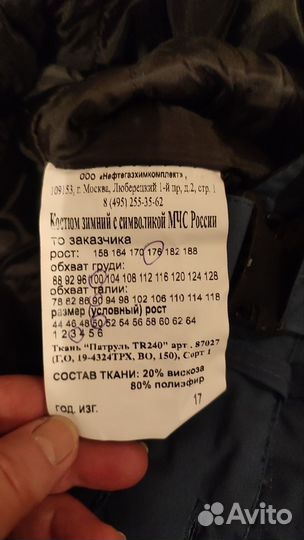 ООО «Нефтегазхимкомплект» ,
109153, г. Москва, Люберецкий 1-й пр, д.2, стр. 1
8 (495) 255-35-62
Костюм зимний с символикой МЧС России
то заказчика
рост: 158 164 170 176 182 188
обхват груди:
88 92 96 100 104 108 112 116 120 124 128
обхват талии:
78 82 86 90 94 98 102 106 110 114 118
размер (условный) рост
44 46 48 50 52 54 56 58 60 62 64
1 2 3 4 5 6
Ткань "Патруль TR240" арт . 87027
(Г,О, 19-4324ТРХ, ВО, 150), Сорт 1
СОСТАВ ТКАНИ: 20% вискоза
80% полиэфир
ГОД. ИЗГ. 17
Avito